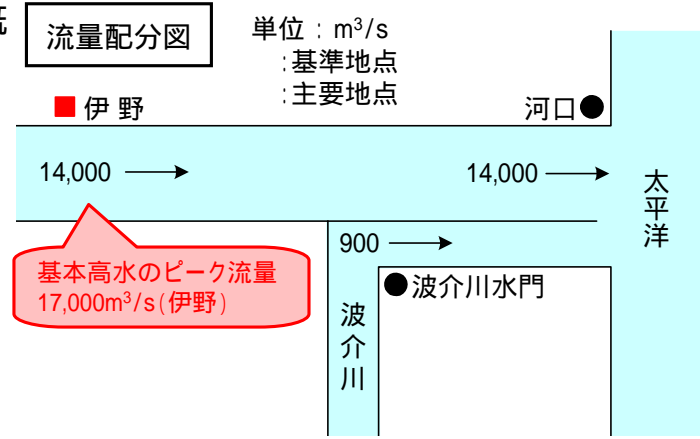 流量配分図
単位：m³/s
:基準地点
:主要地点
伊野
河口
14,000
14,000
太平洋
900
基本高水のピーク流量
17,000m³/s(伊野)
波介川水門
波介川